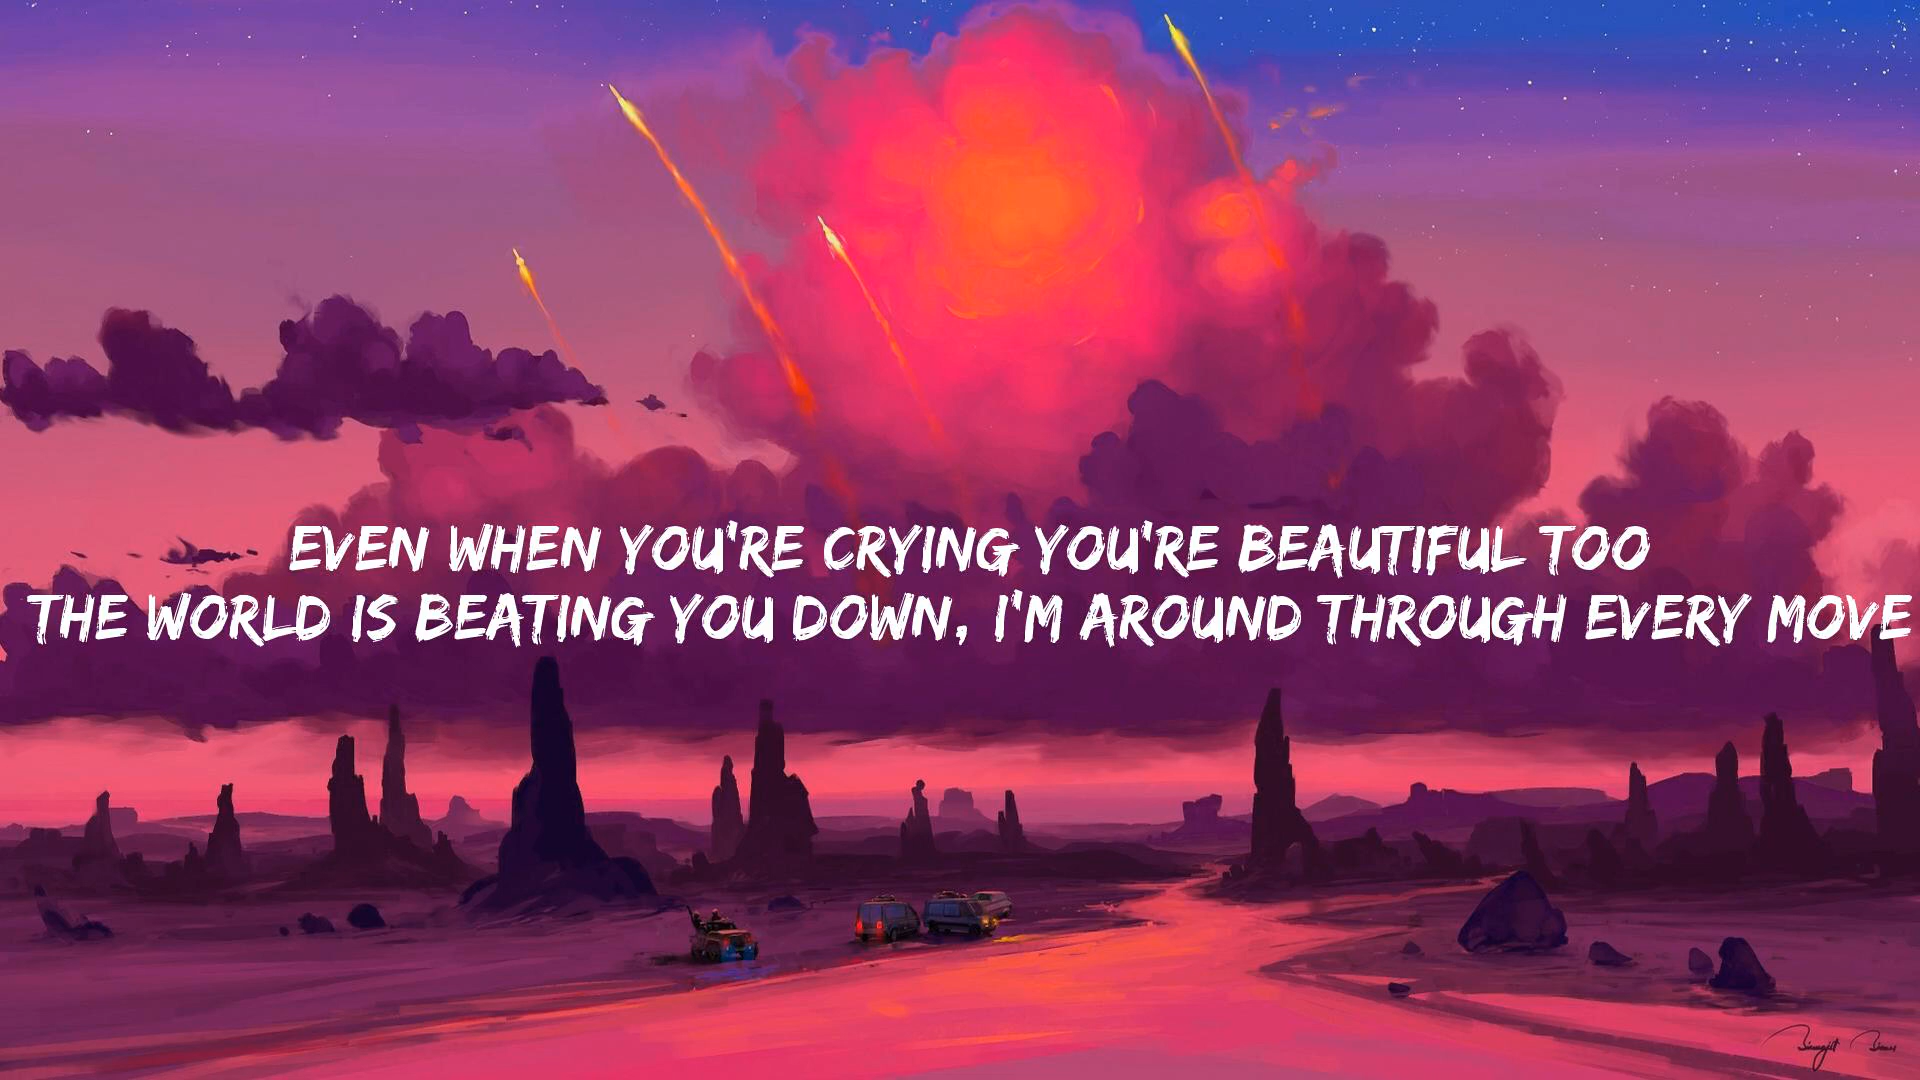 EVEN WHEN YOU'RE CRYING YOU'RE BEAUTIFUL TOO
THE WORLD IS BEATING YOU DOWN, I'M AROUND THROUGH EVERY MOVE